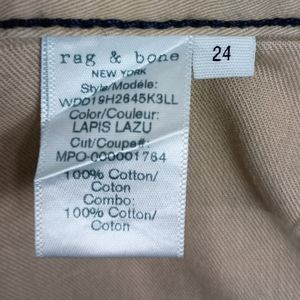 rag & bone
NEW YORK
Style/Modèle:
WDD19H2645K3LL
Color/Couleur:
LAPIS LAZU
Cut/Coupe#:
MPO-000001764
100% Cotton/
Coton
Combo:
100% Cotton/
Coton
24